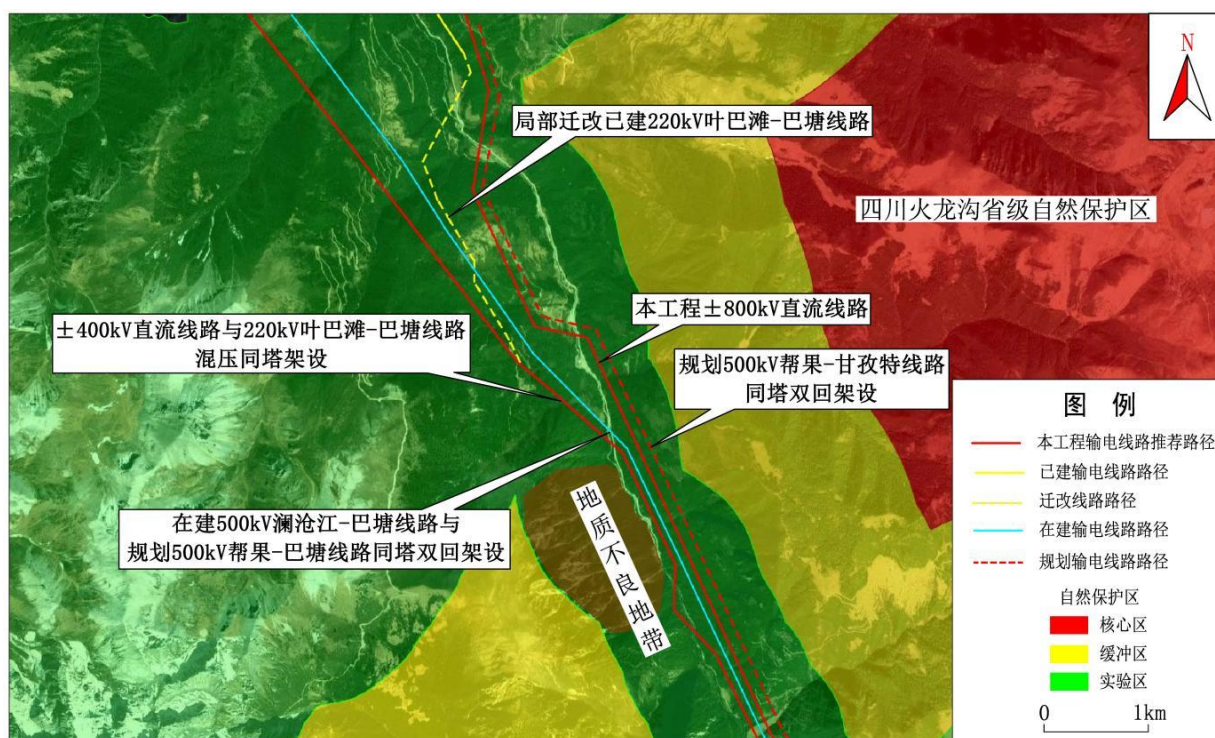 N
局部迁改已建220kV叶巴滩-巴塘线路
四川火龙沟省级自然保护区
本工程±800kV直流线路
±400kV直流线路与220kV叶巴滩-巴塘线路
混压同塔架设
规划500kV帮果-甘孜特线路
同塔双回架设
在建500kV澜沧江-巴塘线路与
规划500kV帮果-巴塘线路同塔双回架设
地质不良地带
图 例
本工程输电线路推荐路径
已建输电线路路径
迁改线路路径
在建输电线路路径
规划输电线路路径
自然保护区
核心区
缓冲区
实验区
0 1km